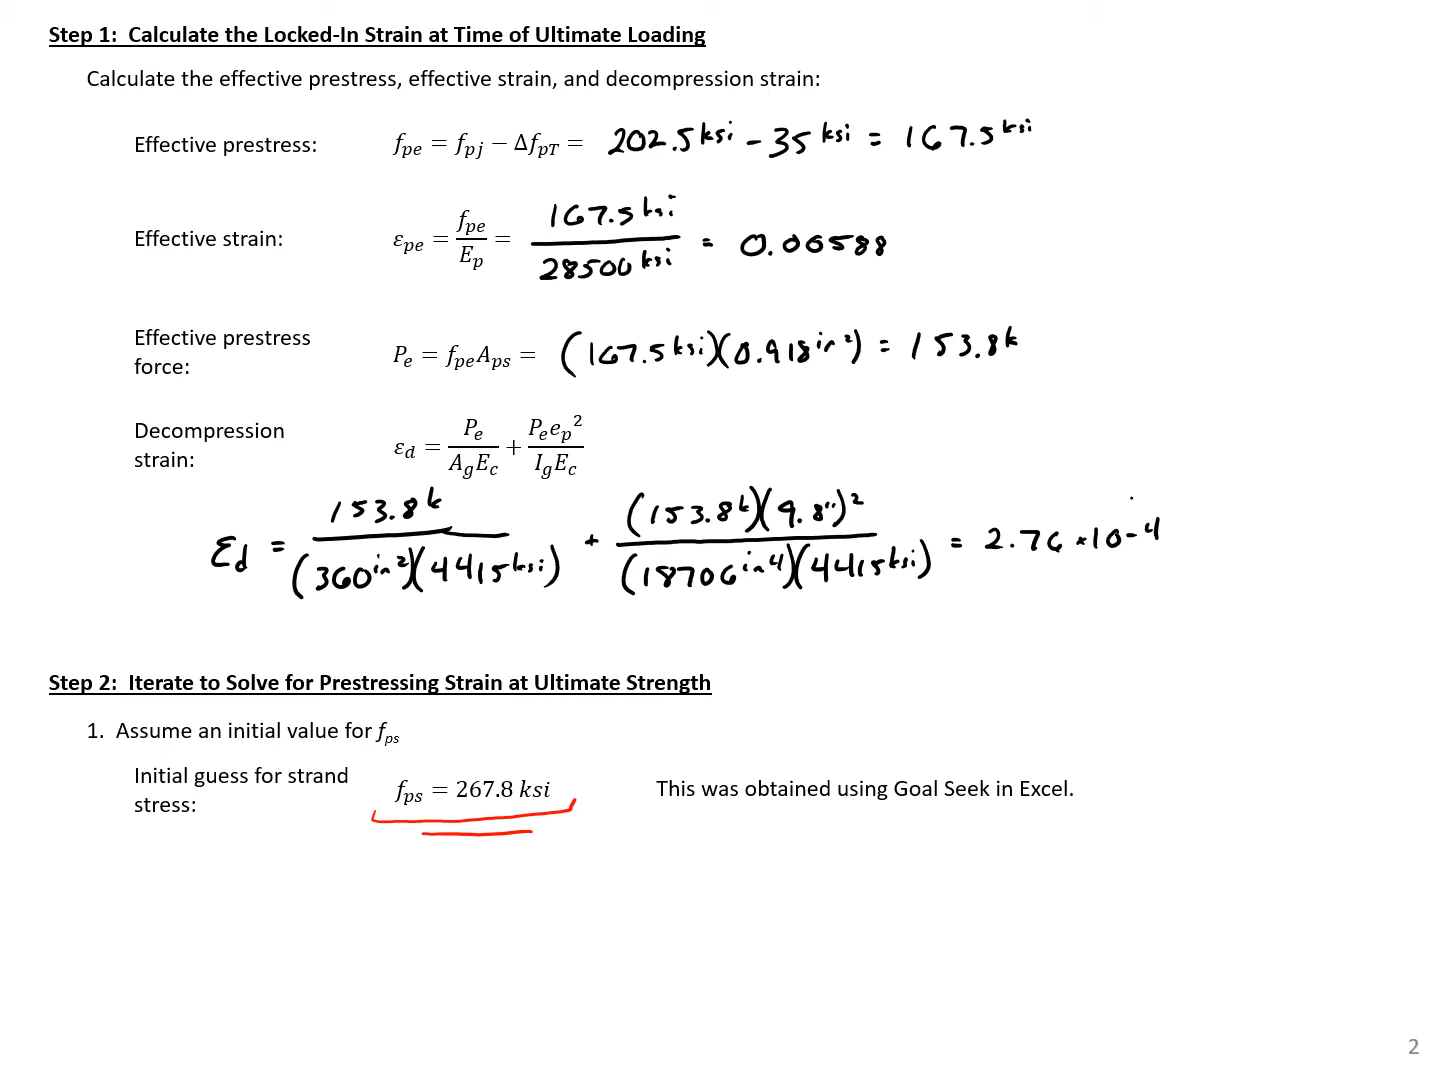 Step 1:  Calculate the Locked-In Strain at Time of Ultimate Loading
Calculate the effective prestress, effective strain, and decompression strain:
Effective prestress: f_pe = f_pj − Δf_pT = 202.5 ksi - 35 ksi = 167.5 ksi
Effective strain: ε_pe = f_pe / E_p = 167.5 ksi / 28500 ksi = 0.00588
Effective prestress
force: P_e = f_pe A_ps = (167.5 ksi)(0.918 in²) = 153.8k
Decompression
strain: ε_d = P_e / A_g E_c + P_e e_p² / I_g E_c
ε_d = 153.8k / (360 in²)(4415 ksi) + (153.8k)(9.8")² / (18706 in⁴)(4415 ksi) = 2.76 × 10⁻⁴
Step 2:  Iterate to Solve for Prestressing Strain at Ultimate Strength
1.  Assume an initial value for f_ps
Initial guess for strand
stress: f_ps = 267.8 ksi This was obtained using Goal Seek in Excel.
2